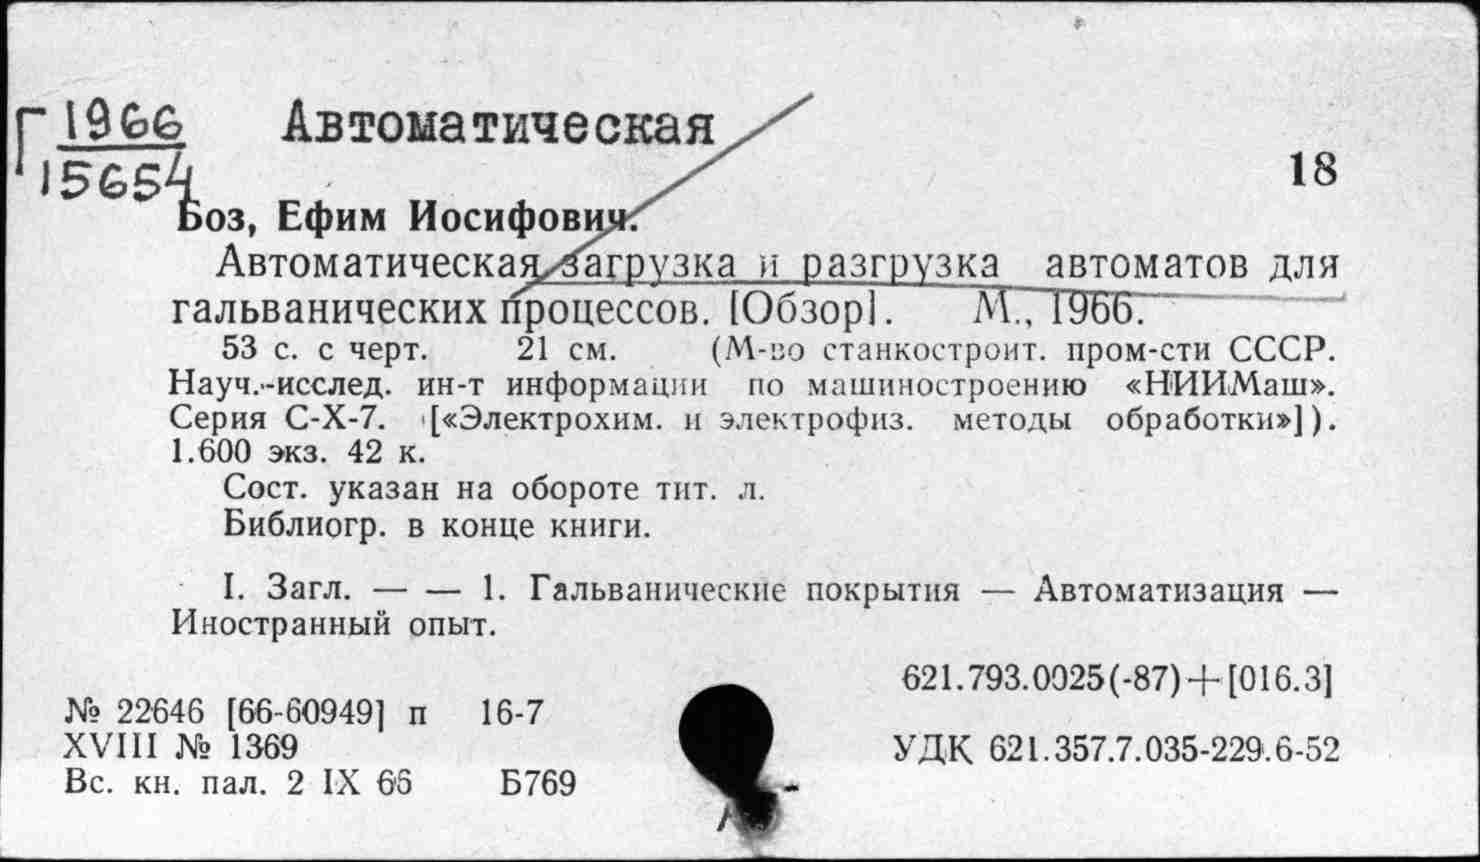 Г 1966
15654
Автоматическая
18
Боз, Ефим Иосифович.
Автоматическая загрузка и разгрузка автоматов для
гальванических процессов. [Обзор]. М., 1966.
53 с. с черт. 21 см. (М-во станкостроит. пром-сти СССР.
Науч.-исслед. ин-т информации по машиностроению «НИИМаш».
Серия С-Х-7. [«Электрохим. и электрофиз. методы обработки»]).
1.600 экз. 42 к.
Сост. указан на обороте тит. л.
Библиогр. в конце книги.
I. Загл. — — 1. Гальванические покрытия — Автоматизация —
Иностранный опыт.
621.793.0025(-87)+[016.3]
№ 22646 [66-60949] п 16-7
XVIII № 1369
УДК 621.357.7.035-229.6-52
Вс. кн. пал. 2 IX 66 Б769